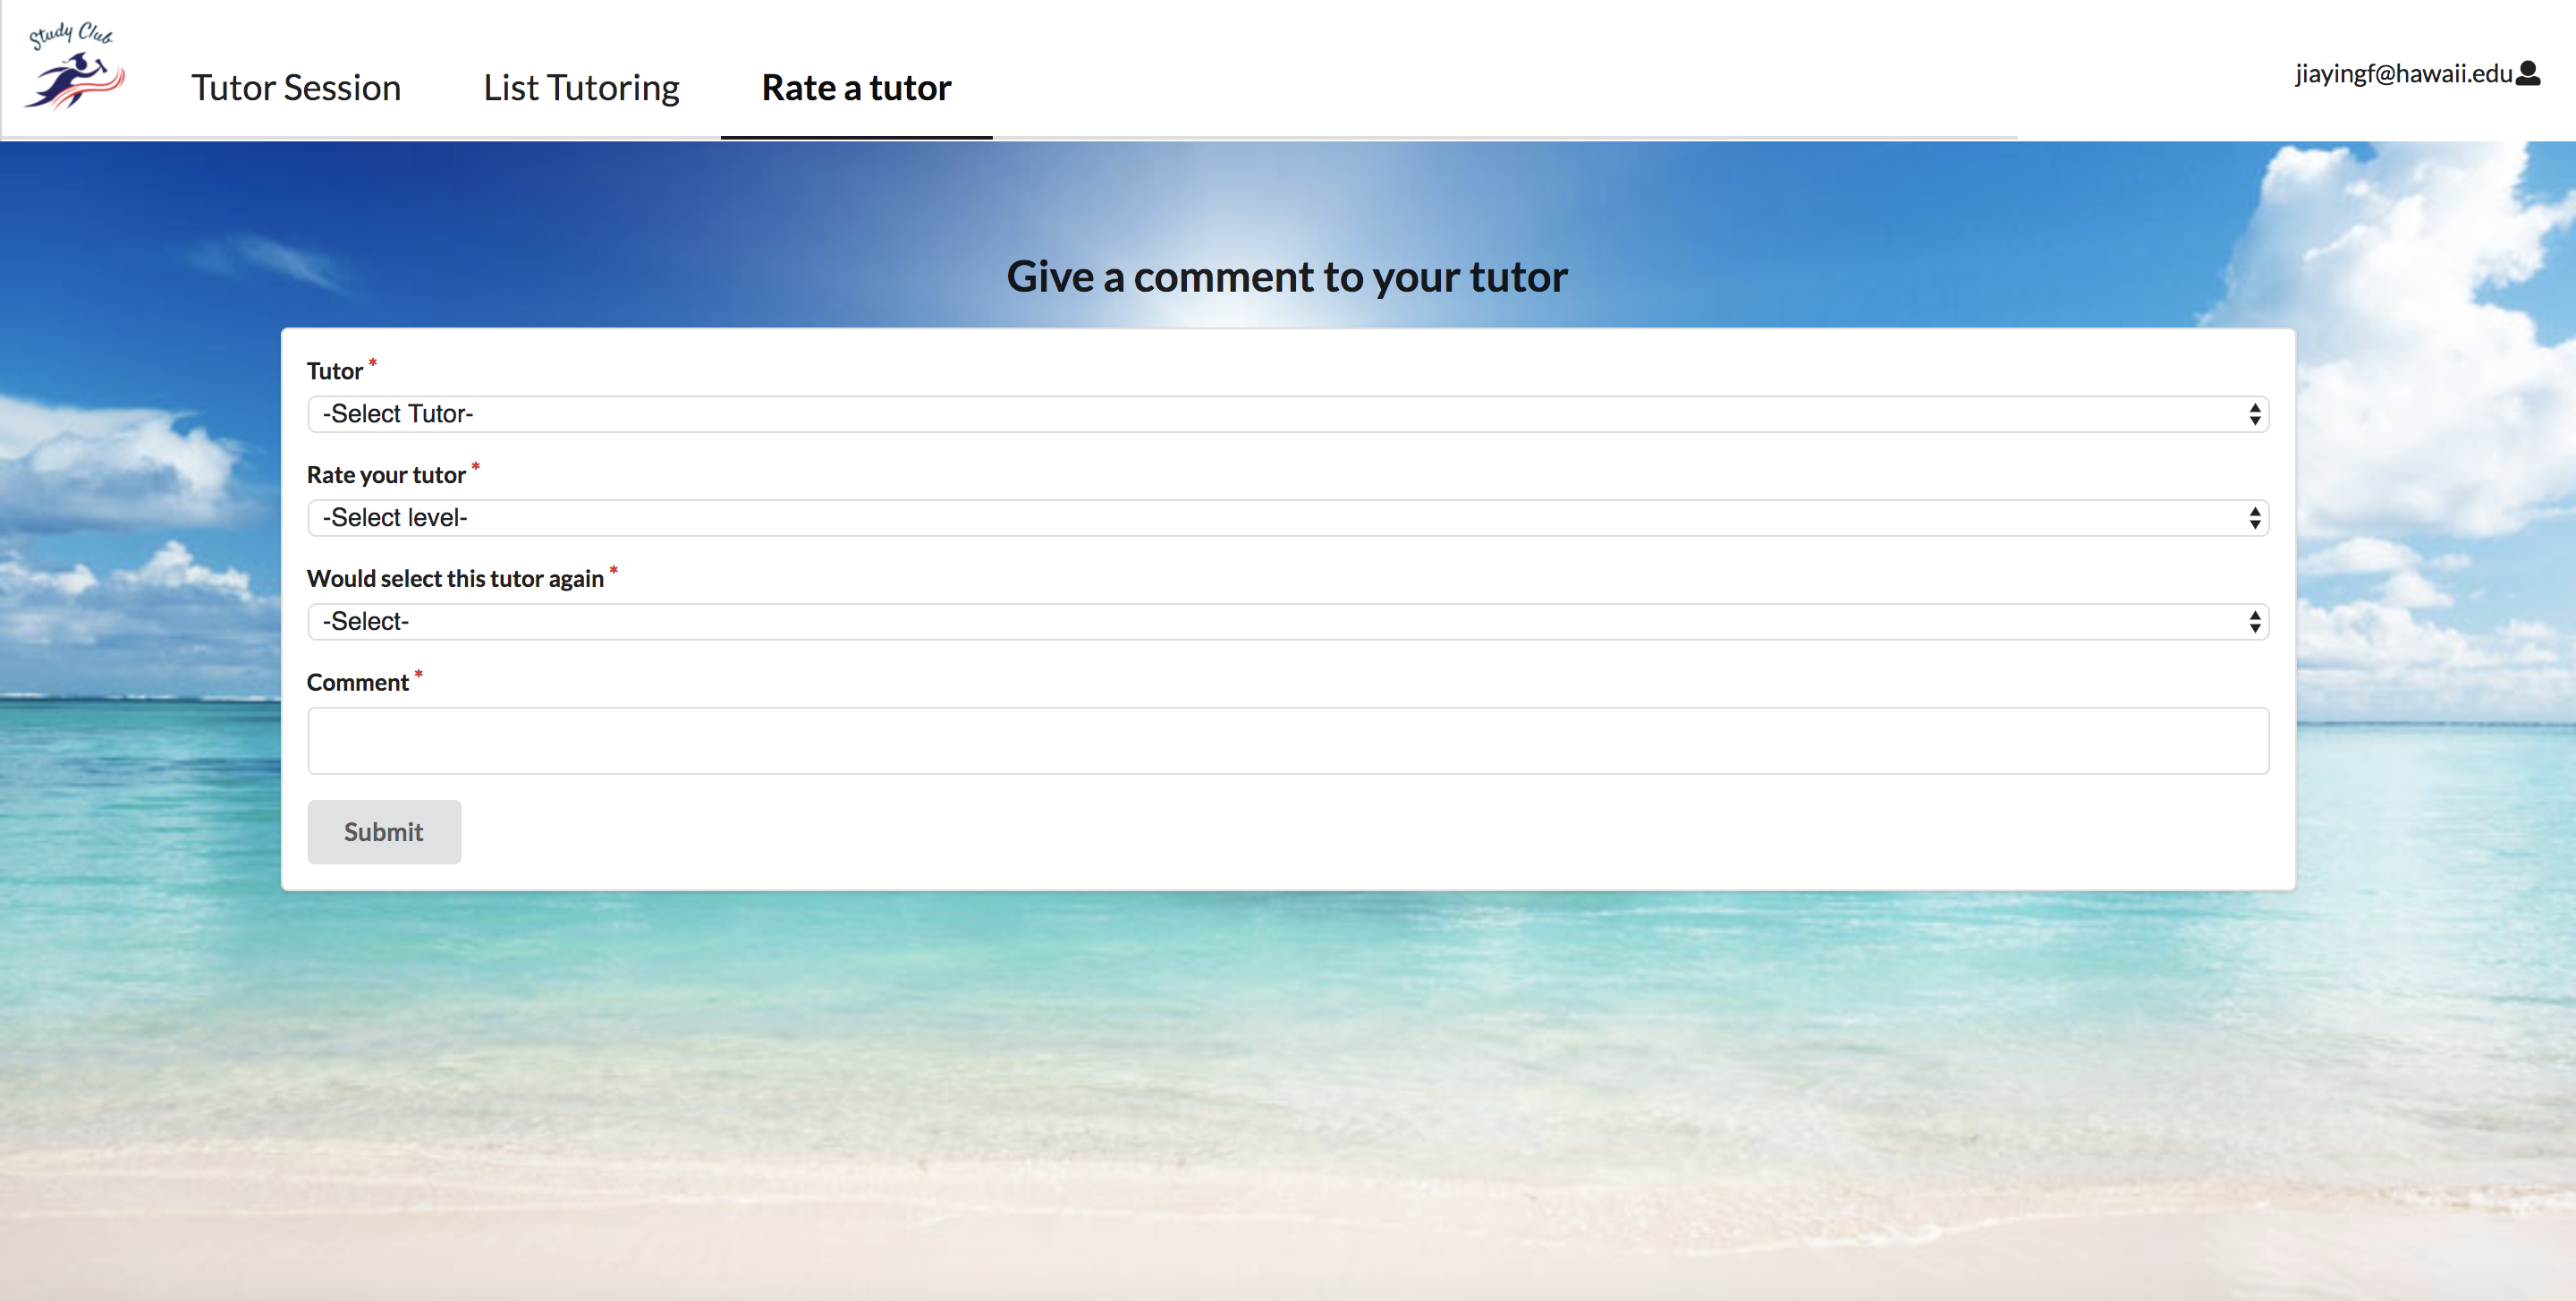 Study Club
Tutor Session List Tutoring Rate a tutor jiayingf@hawaii.edu
Give a comment to your tutor
Tutor *
-Select Tutor-
Rate your tutor *
-Select level-
Would select this tutor again *
-Select-
Comment *
Submit